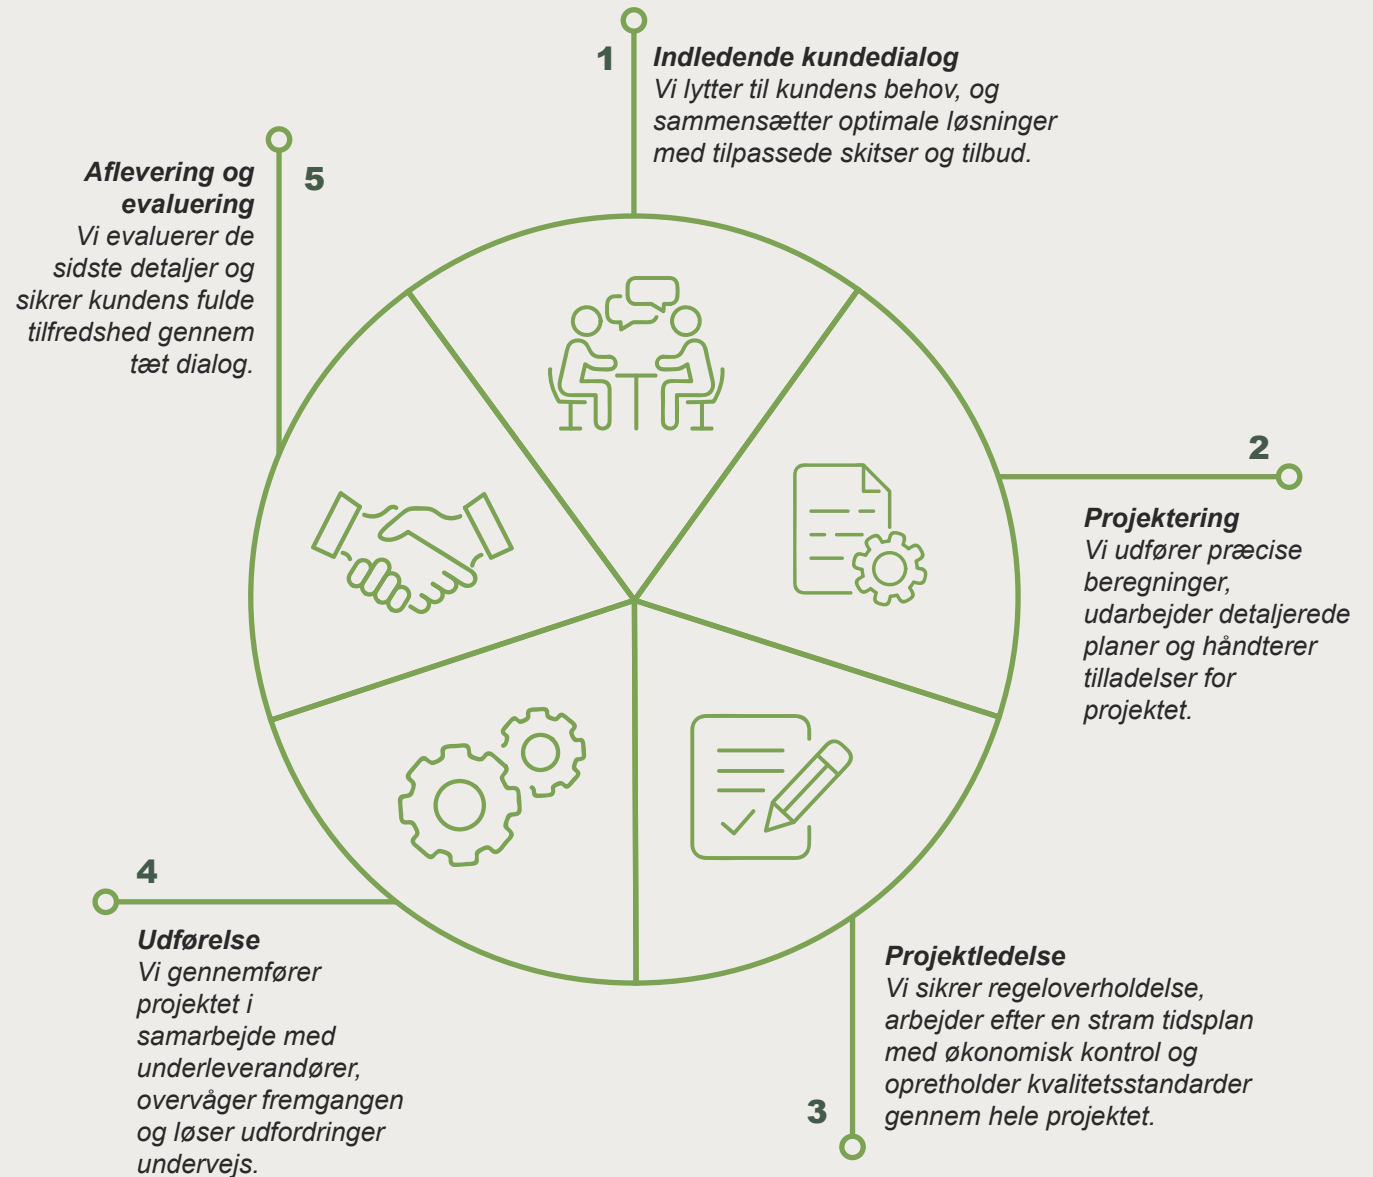 1
Indledende kundedialog
Vi lytter til kundens behov, og
sammensætter optimale løsninger
med tilpassede skitser og tilbud.
2
Projektering
Vi udfører præcise
beregninger,
udarbejder detaljerede
planer og håndterer
tilladelser for
projektet.
3
Projektledelse
Vi sikrer regeloverholdelse,
arbejder efter en stram tidsplan
med økonomisk kontrol og
opretholder kvalitetsstandarder
gennem hele projektet.
4
Udførelse
Vi gennemfører
projektet i
samarbejde med
underleverandører,
overvåger fremgangen
og løser udfordringer
undervejs.
5
Aflevering og
evaluering
Vi evaluerer de
sidste detaljer og
sikrer kundens fulde
tilfredshed gennem
tæt dialog.